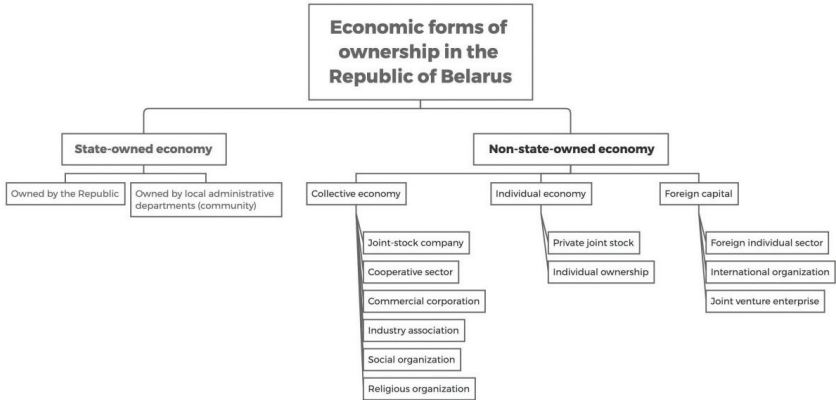 Economic forms of
ownership in the
Republic of Belarus
State-owned economy
Non-state-owned economy
Owned by the Republic
Owned by local administrative
departments (community)
Collective economy
Individual economy
Foreign capital
Joint-stock company
Cooperative sector
Commercial corporation
Industry association
Social organization
Religious organization
Private joint stock
Individual ownership
Foreign individual sector
International organization
Joint venture enterprise